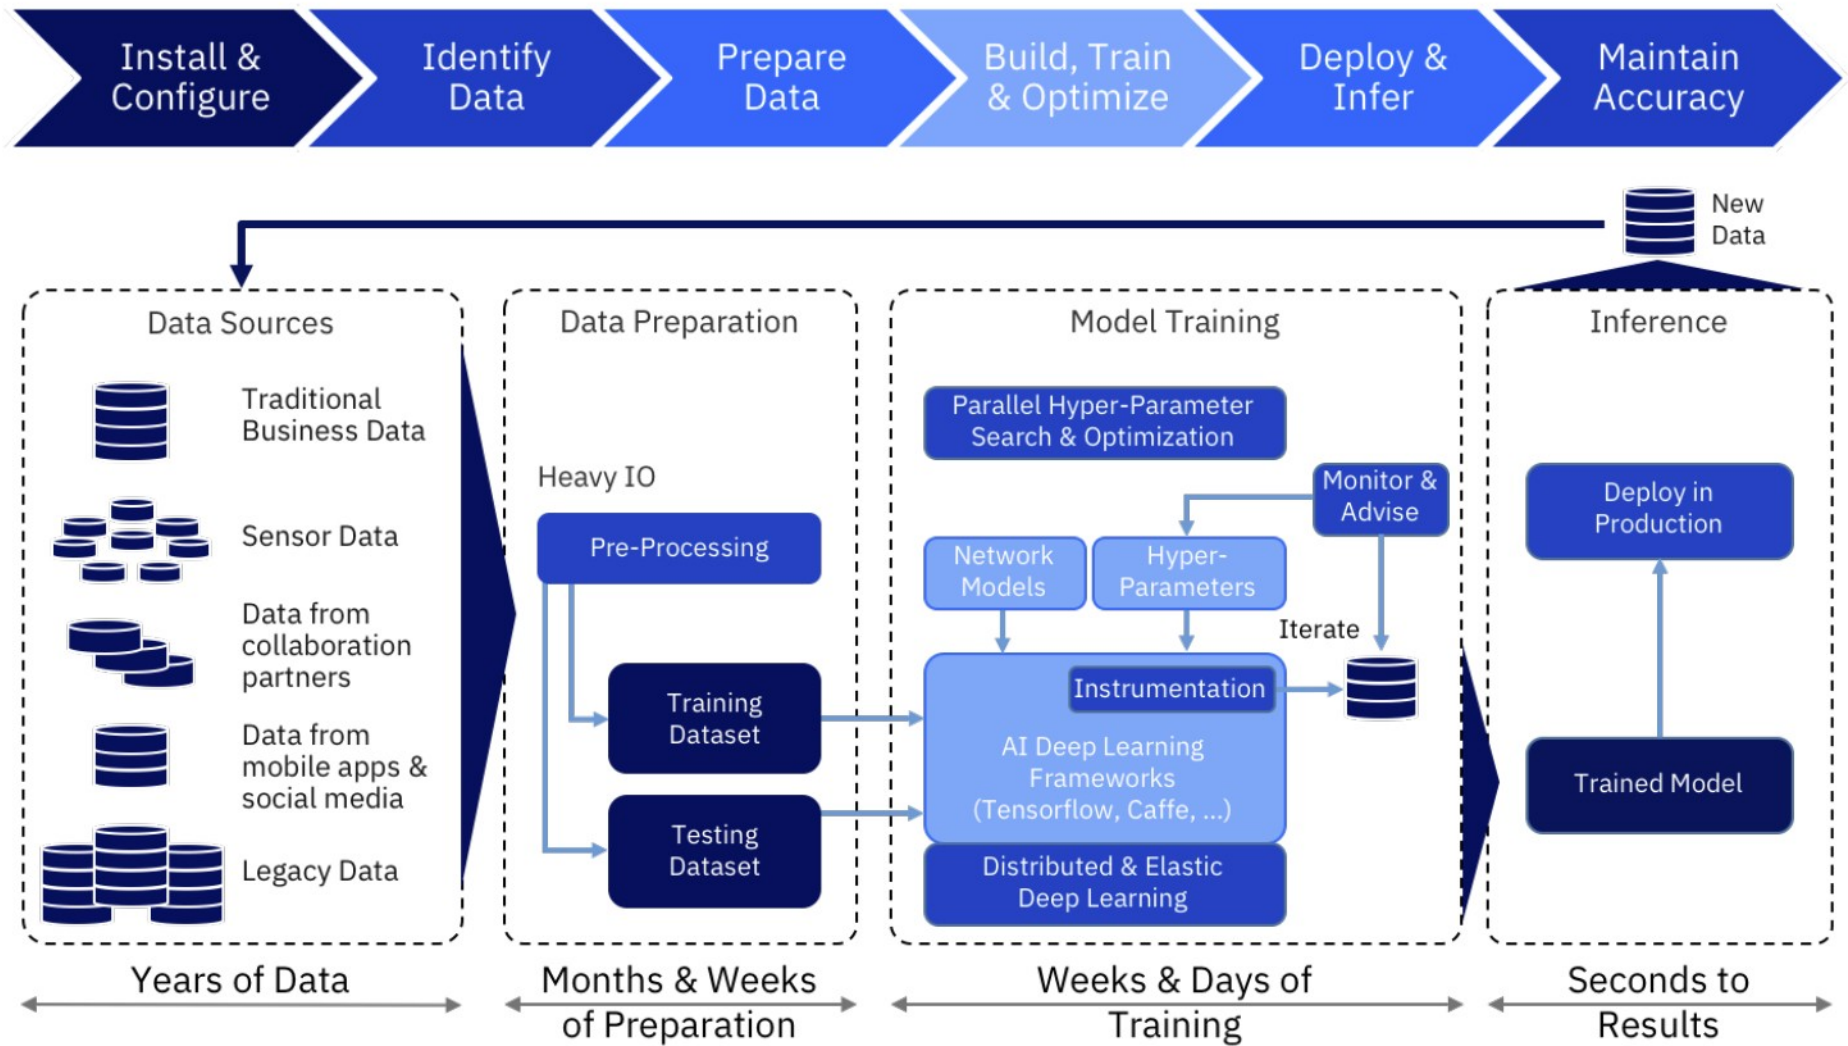 Install &
Configure
Identify
Data
Prepare
Data
Build, Train
& Optimize
Deploy &
Infer
Maintain
Accuracy
New
Data
Data Sources
Traditional
Business Data
Sensor Data
Data from
collaboration
partners
Data from
mobile apps &
social media
Legacy Data
Data Preparation
Heavy IO
Pre-Processing
Training
Dataset
Testing
Dataset
Model Training
Parallel Hyper-Parameter
Search & Optimization
Monitor &
Advise
Network
Models
Hyper-
Parameters
Iterate
Instrumentation
AI Deep Learning
Frameworks
(Tensorflow, Caffe, ...)
Distributed & Elastic
Deep Learning
Inference
Deploy in
Production
Trained Model
Years of Data
Months & Weeks
of Preparation
Weeks & Days of
Training
Seconds to
Results